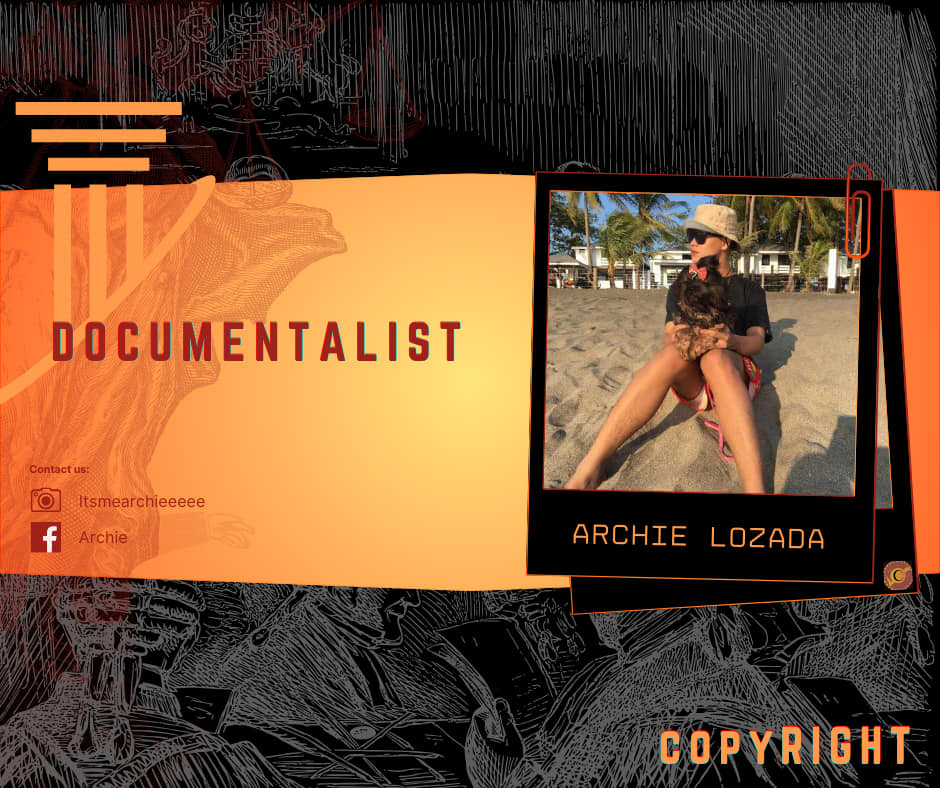 DOCUMENTALIST
Contact us:
Itsmearchieeeee
Archie
ARCHIE LOZADA
COPYRIGHT